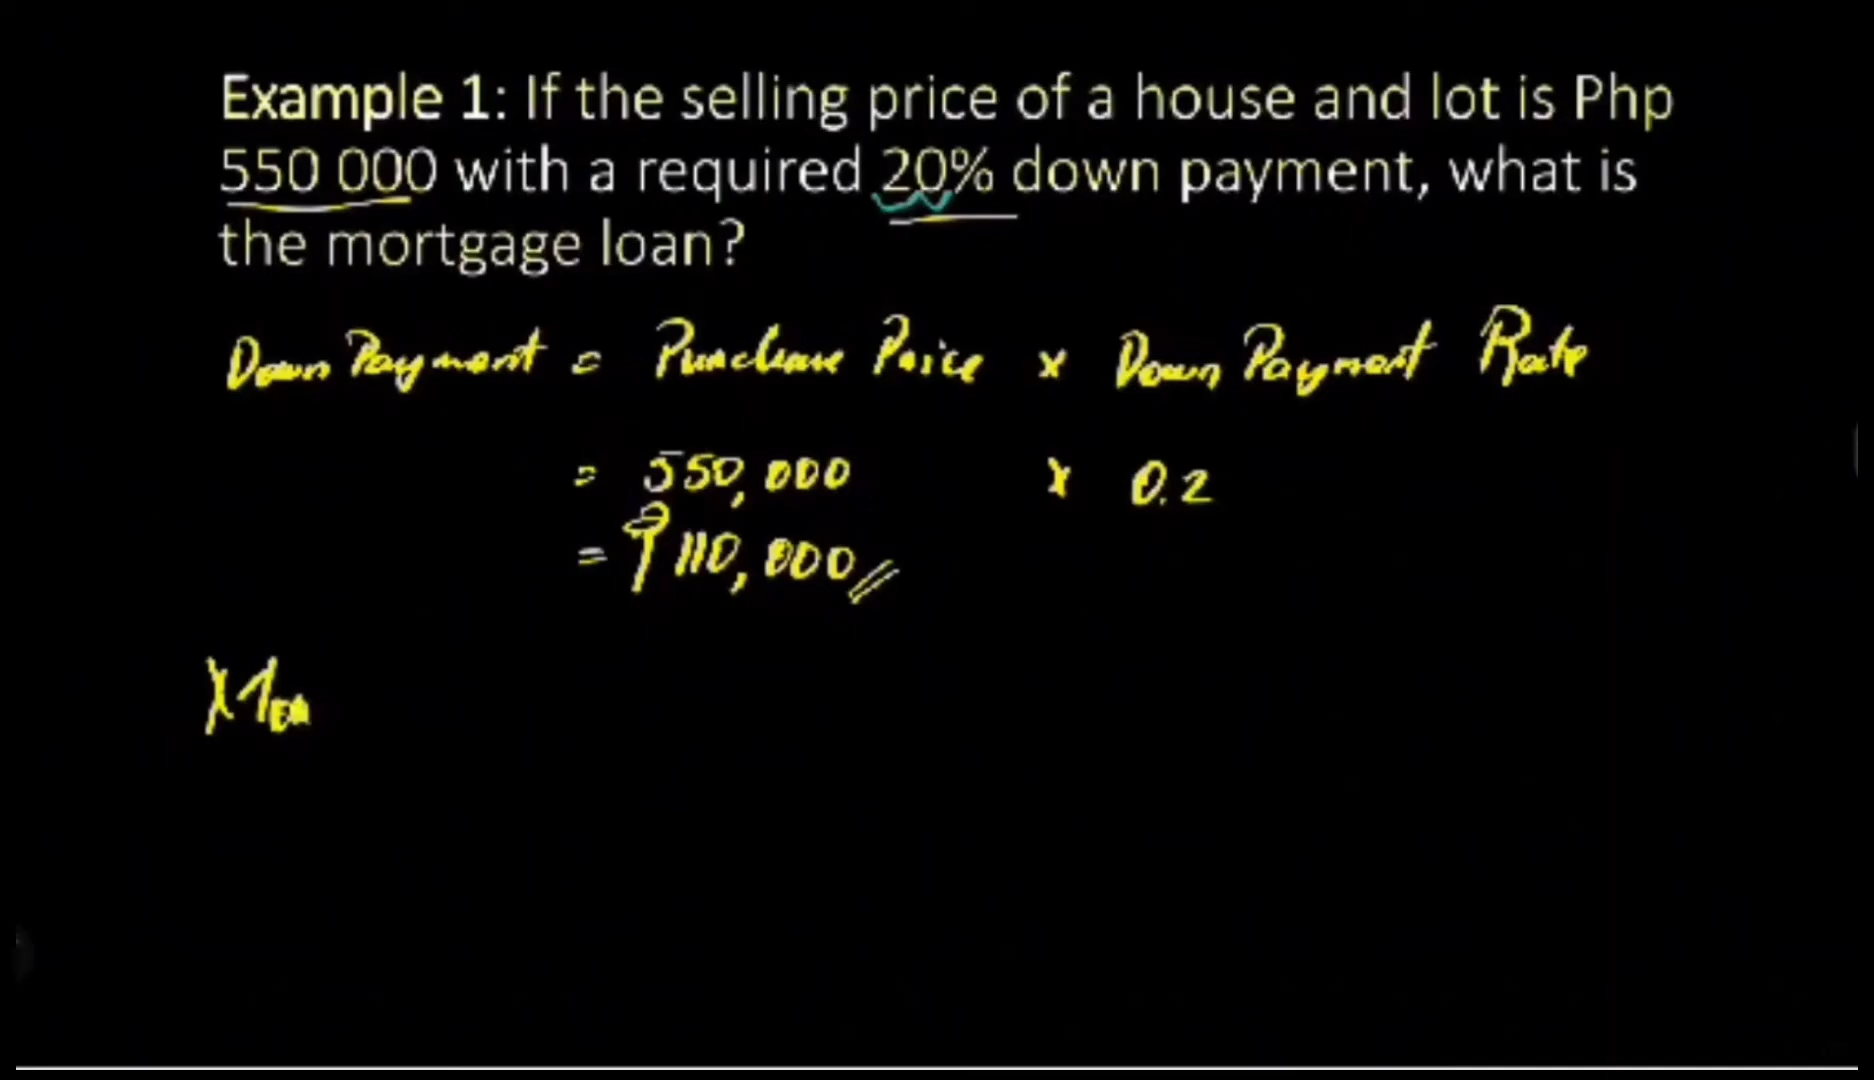 Example 1: If the selling price of a house and lot is Php
550 000 with a required 20% down payment, what is
the mortgage loan?
Down Payment = Purchase Price x Down Payment Rate
= 550,000 x 0.2
= ₱110,000